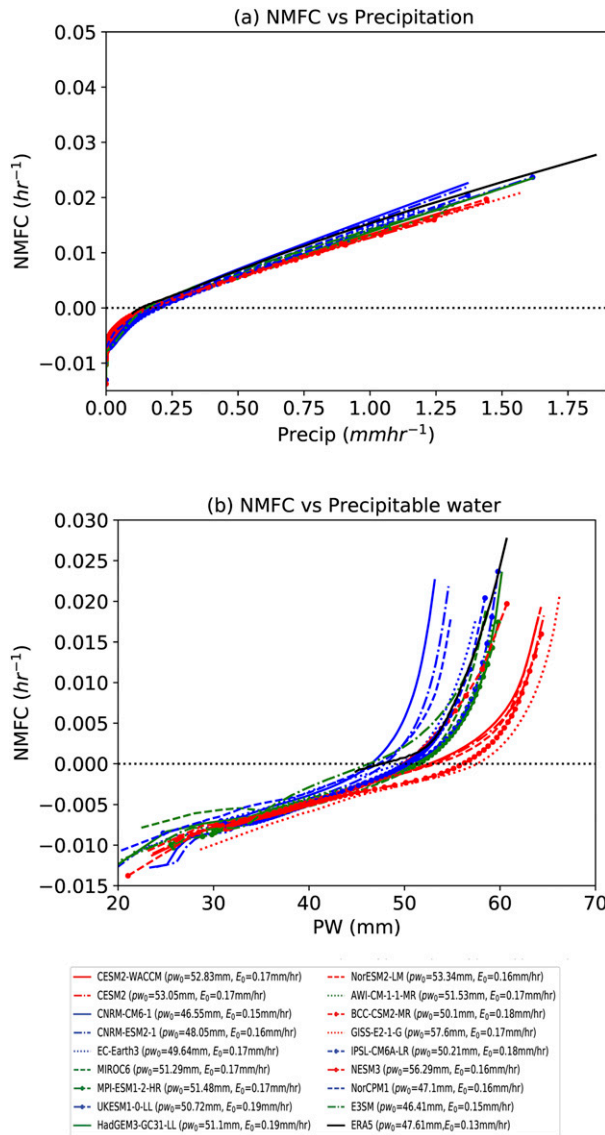 (a) NMFC vs Precipitation
0.05
0.04
0.03
0.02
0.01
0.00
−0.01
NMFC (hr⁻¹)
0.00 0.25 0.50 0.75 1.00 1.25 1.50 1.75
Precip (mmhr⁻¹)
(b) NMFC vs Precipitable water
0.030
0.025
0.020
0.015
0.010
0.005
0.000
−0.005
−0.010
−0.015
NMFC (hr⁻¹)
20 30 40 50 60 70
PW (mm)
CESM2-WACCM (pw₀=52.83mm, E₀=0.17mm/hr)
CESM2 (pw₀=53.05mm, E₀=0.17mm/hr)
CNRM-CM6-1 (pw₀=46.55mm, E₀=0.15mm/hr)
CNRM-ESM2-1 (pw₀=48.05mm, E₀=0.16mm/hr)
EC-Earth3 (pw₀=49.64mm, E₀=0.17mm/hr)
MIROC6 (pw₀=51.29mm, E₀=0.17mm/hr)
MPI-ESM1-2-HR (pw₀=51.48mm, E₀=0.17mm/hr)
UKESM1-0-LL (pw₀=50.72mm, E₀=0.19mm/hr)
HadGEM3-GC31-LL (pw₀=51.1mm, E₀=0.19mm/hr)
NorESM2-LM (pw₀=53.34mm, E₀=0.16mm/hr)
AWI-CM-1-1-MR (pw₀=51.53mm, E₀=0.17mm/hr)
BCC-CSM2-MR (pw₀=50.1mm, E₀=0.18mm/hr)
GISS-E2-1-G (pw₀=57.6mm, E₀=0.17mm/hr)
IPSL-CM6A-LR (pw₀=50.21mm, E₀=0.18mm/hr)
NESM3 (pw₀=56.29mm, E₀=0.16mm/hr)
NorCPM1 (pw₀=47.1mm, E₀=0.16mm/hr)
E3SM (pw₀=46.41mm, E₀=0.15mm/hr)
ERA5 (pw₀=47.61mm, E₀=0.13mm/hr)